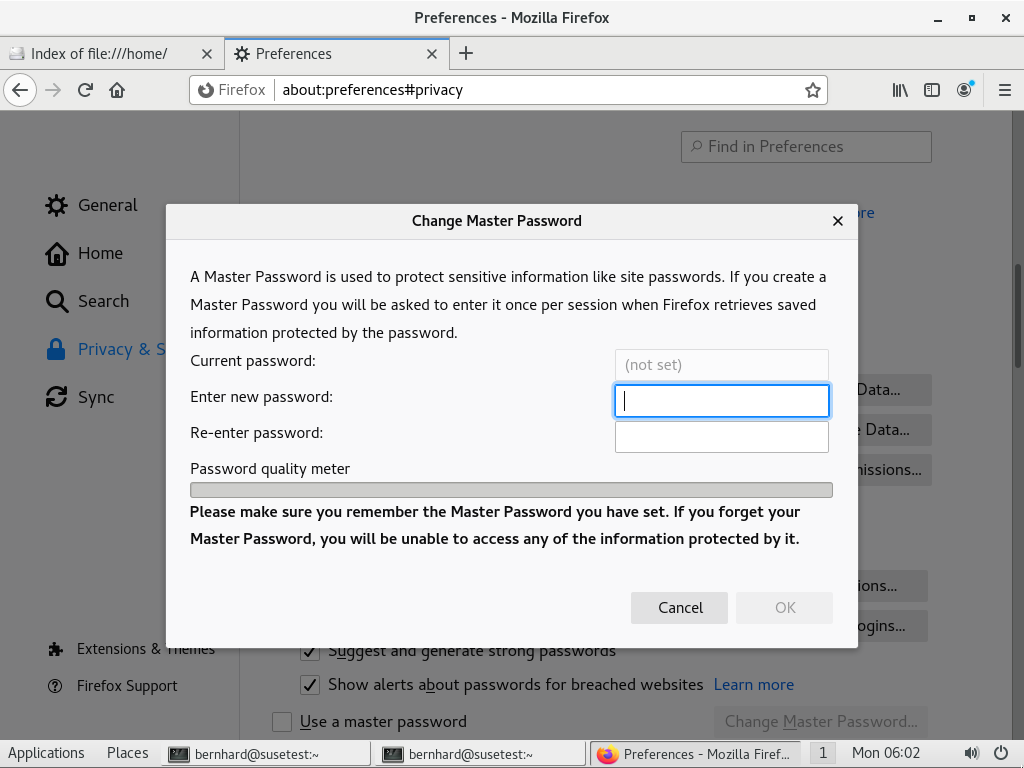 Preferences - Mozilla Firefox
Index of file:///home/
Preferences
Firefox
about:preferences#privacy
Find in Preferences
General
Home
Search
Privacy & S
Sync
Extensions & Themes
Firefox Support
Change Master Password
A Master Password is used to protect sensitive information like site passwords. If you create a
Master Password you will be asked to enter it once per session when Firefox retrieves saved
information protected by the password.
Current password:
(not set)
Enter new password:
Re-enter password:
Password quality meter
Please make sure you remember the Master Password you have set. If you forget your
Master Password, you will be unable to access any of the information protected by it.
Cancel
OK
Data...
Data...
Suggest and generate strong passwords
Show alerts about passwords for breached websites
Learn more
Use a master password
Change Master Password...
Applications
Places
bernhard@susetest:~
bernhard@susetest:~
Preferences - Mozilla Firef...
1
Mon 06:02